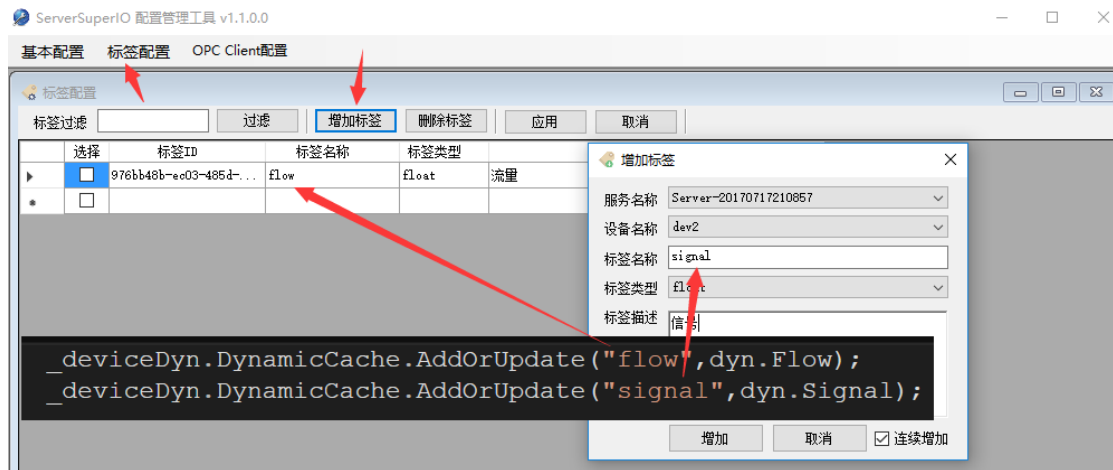 ServerSuperIO 配置管理工具 v1.1.0.0
基本配置 标签配置 OPC Client配置
标签配置
标签过滤 过滤 增加标签 删除标签 应用 取消
选择 标签ID 标签名称 标签类型
976bb48b-ec03-485d-... flow float 流量
增加标签
服务名称 Server-20170717210857
设备名称 dev2
标签名称 signal
标签类型 float
标签描述 信号
_deviceDyn.DynamicCache.AddOrUpdate("flow",dyn.Flow);
_deviceDyn.DynamicCache.AddOrUpdate("signal",dyn.Signal);
增加 取消 连续增加